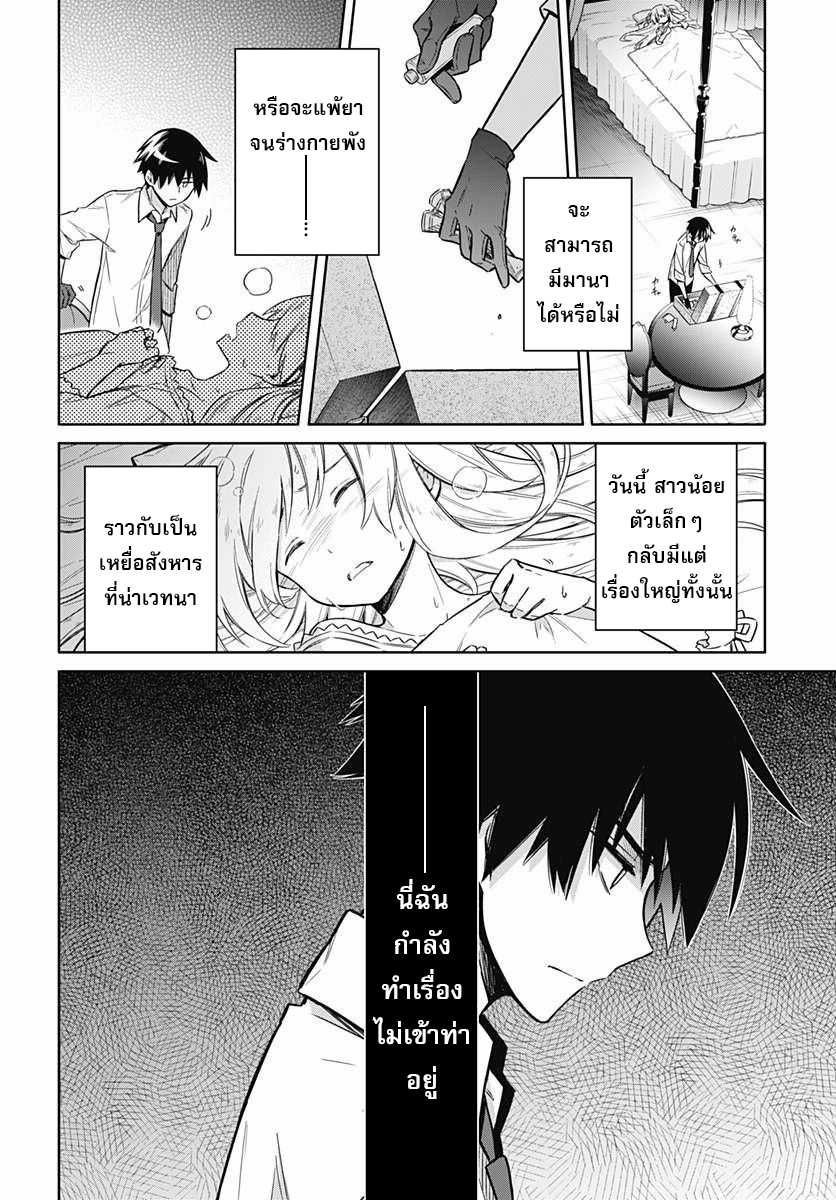 จะ
สามารถ
มีมานา
ได้หรือไม่
หรือจะแพ้ยา
จนร่างกายพัง
วันนี้ สาวน้อย
ตัวเล็กๆ
กลับมีแต่
เรื่องใหญ่ทั้งนั้น
ราวกับเป็น
เหยื่อสังหาร
ที่น่าเวทนา
นี่ฉัน
กำลัง
ทำเรื่อง
ไม่เข้าท่า
อยู่